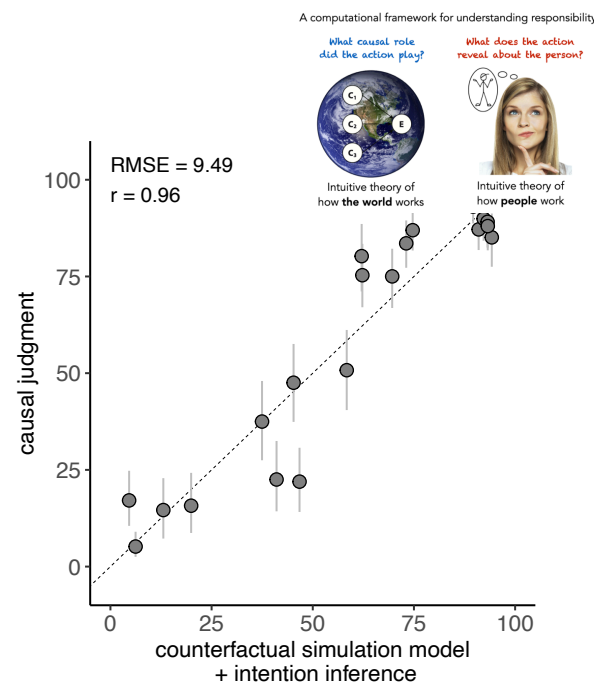 A computational framework for understanding responsibility
What causal role
did the action play?
What does the action
reveal about the person?
C1
C2
C3
E
Intuitive theory of
how the world works
Intuitive theory of
how people work
RMSE = 9.49
r = 0.96
100
75
50
25
0
causal judgment
0
25
50
75
100
counterfactual simulation model
+ intention inference